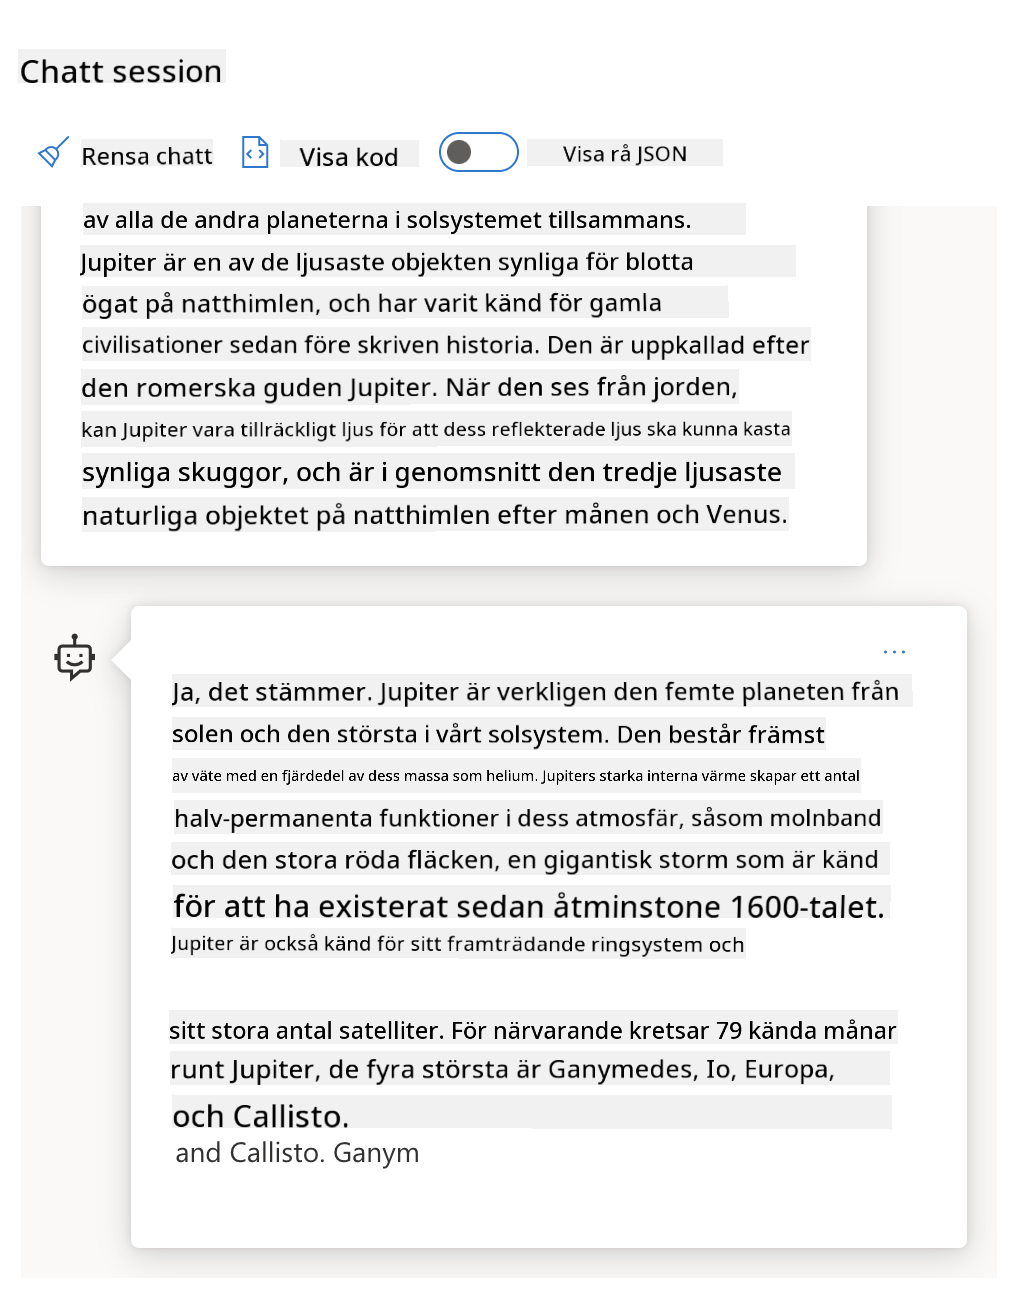 Chatt session
Rensa chatt
Visa kod
Visa rå JSON
av alla de andra planeterna i solsystemet tillsammans.
Jupiter är en av de ljusaste objekten synliga för blotta
ögat på natthimlen, och har varit känd för gamla
civilisationer sedan före skriven historia. Den är uppkallad efter
den romerska guden Jupiter. När den ses från jorden,
kan Jupiter vara tillräckligt ljus för att dess reflekterade ljus ska kunna kasta
synliga skuggor, och är i genomsnitt den tredje ljusaste
naturliga objektet på natthimlen efter månen och Venus.
...
Ja, det stämmer. Jupiter är verkligen den femte planeten från
solen och den största i vårt solsystem. Den består främst
av väte med en fjärdedel av dess massa som helium. Jupiters starka interna värme skapar ett antal
halv-permanenta funktioner i dess atmosfär, såsom molnband
och den stora röda fläcken, en gigantisk storm som är känd
för att ha existerat sedan åtminstone 1600-talet.
Jupiter är också känd för sitt framträdande ringsystem och
sitt stora antal satelliter. För närvarande kretsar 79 kända månar
runt Jupiter, de fyra största är Ganymedes, Io, Europa,
och Callisto.
and Callisto. Ganym